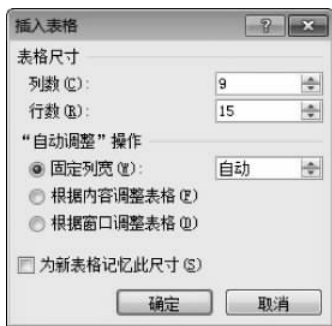 插入表格
表格尺寸
列数(C): 9
行数(R): 15
“自动调整”操作
固定列宽(W): 自动
根据内容调整表格(F)
根据窗口调整表格(D)
为新表格记忆此尺寸(S)
确定 取消